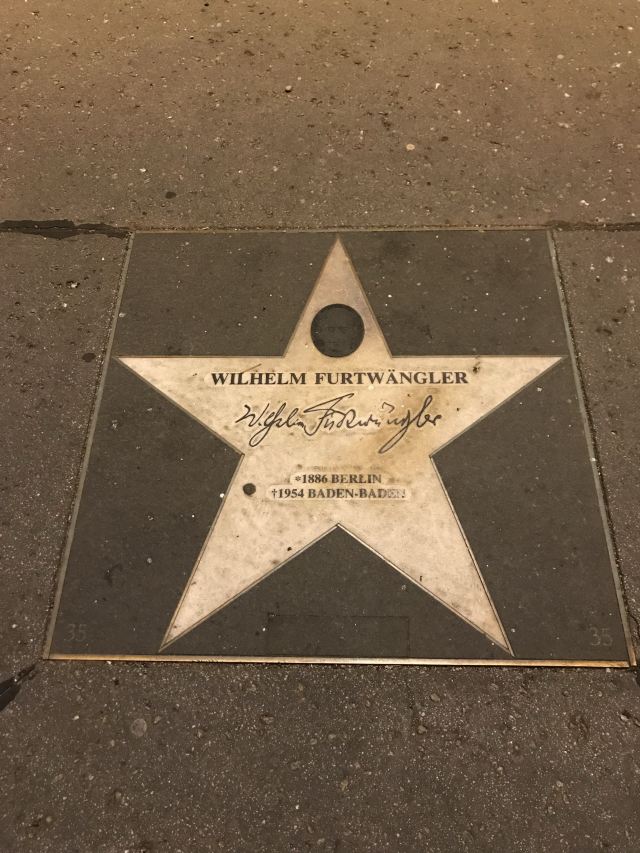 WILHELM FURTWÄNGLER
Wilhelm Furtwängler
*1886 BERLIN
†1954 BADEN-BADEN
35 35